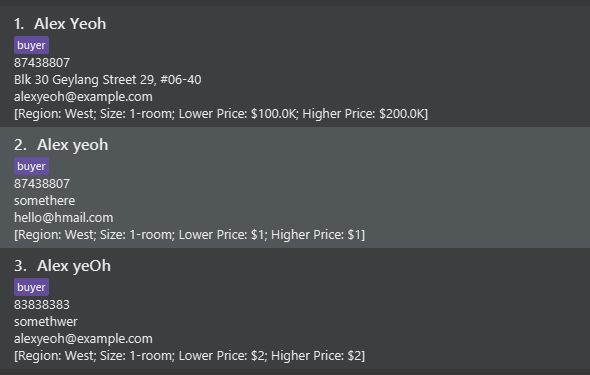 1. Alex Yeoh
buyer
87438807
Blk 30 Geylang Street 29, #06-40
alexyeoh@example.com
[Region: West; Size: 1-room; Lower Price: $100.0K; Higher Price: $200.0K]
2. Alex yeoh
buyer
87438807
somethere
hello@hmail.com
[Region: West; Size: 1-room; Lower Price: $1; Higher Price: $1]
3. Alex yeOh
buyer
83838383
somethwer
alexyeoh@example.com
[Region: West; Size: 1-room; Lower Price: $2; Higher Price: $2]